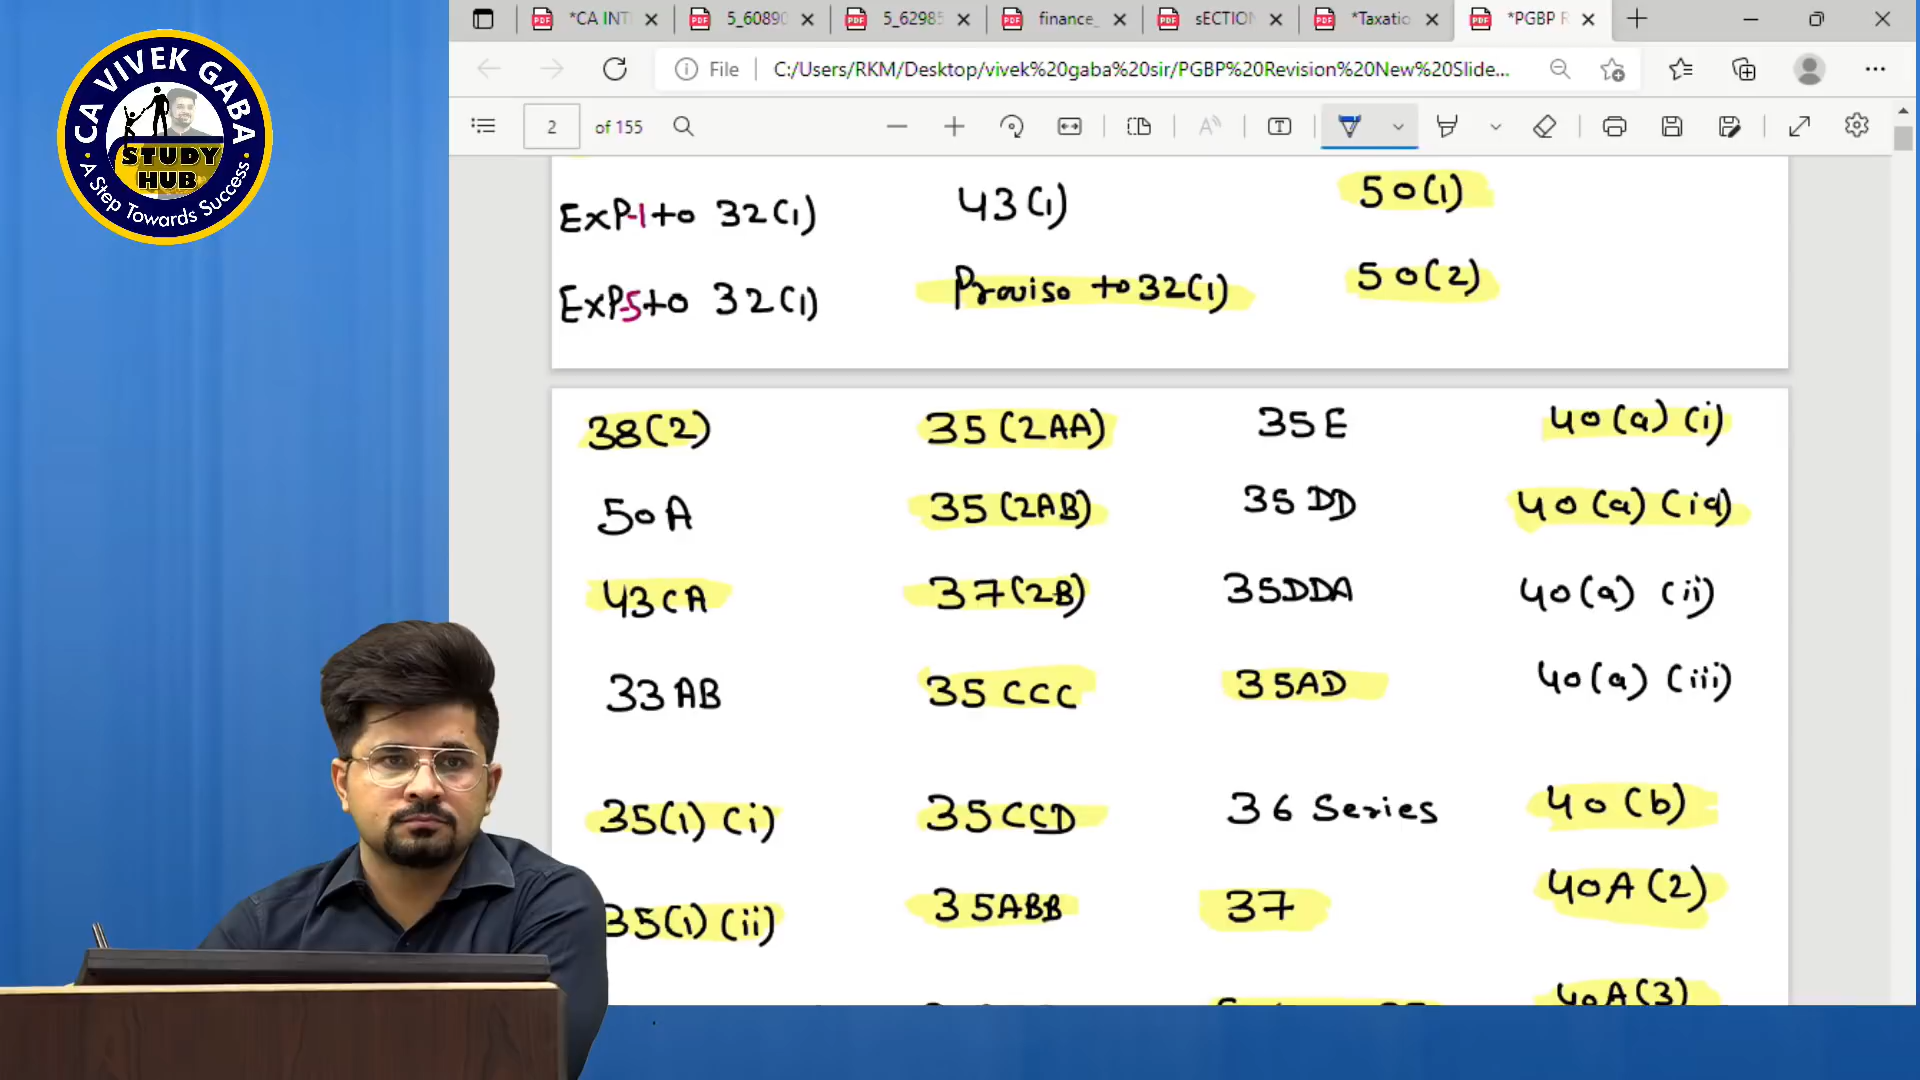 *CA INT
5_6089
5_6298
finance_
sECTION
*Taxatio
*PGBP R
File
C:/Users/RKM/Desktop/vivek%20gaba%20sir/PGBP%20Revision%20New%20Slide...
2 of 155
CA VIVEK GABA
STUDY
HUB
A Step Towards Success
Exp-1 to 32(1) 43(1) 50(1)
Exp-5 to 32(1) Proviso to 32(1) 50(2)
38(2) 35(2AA) 35E 40(a)(i)
50A 35(2AB) 35DD 40(a)(ia)
43CA 37(2B) 35DDA 40(a)(ii)
33AB 35CCC 35AD 40(a)(iii)
35(1)(i) 35CCD 36 Series 40(b)
35(1)(ii) 35ABB 37 40A(2)
40A(3)